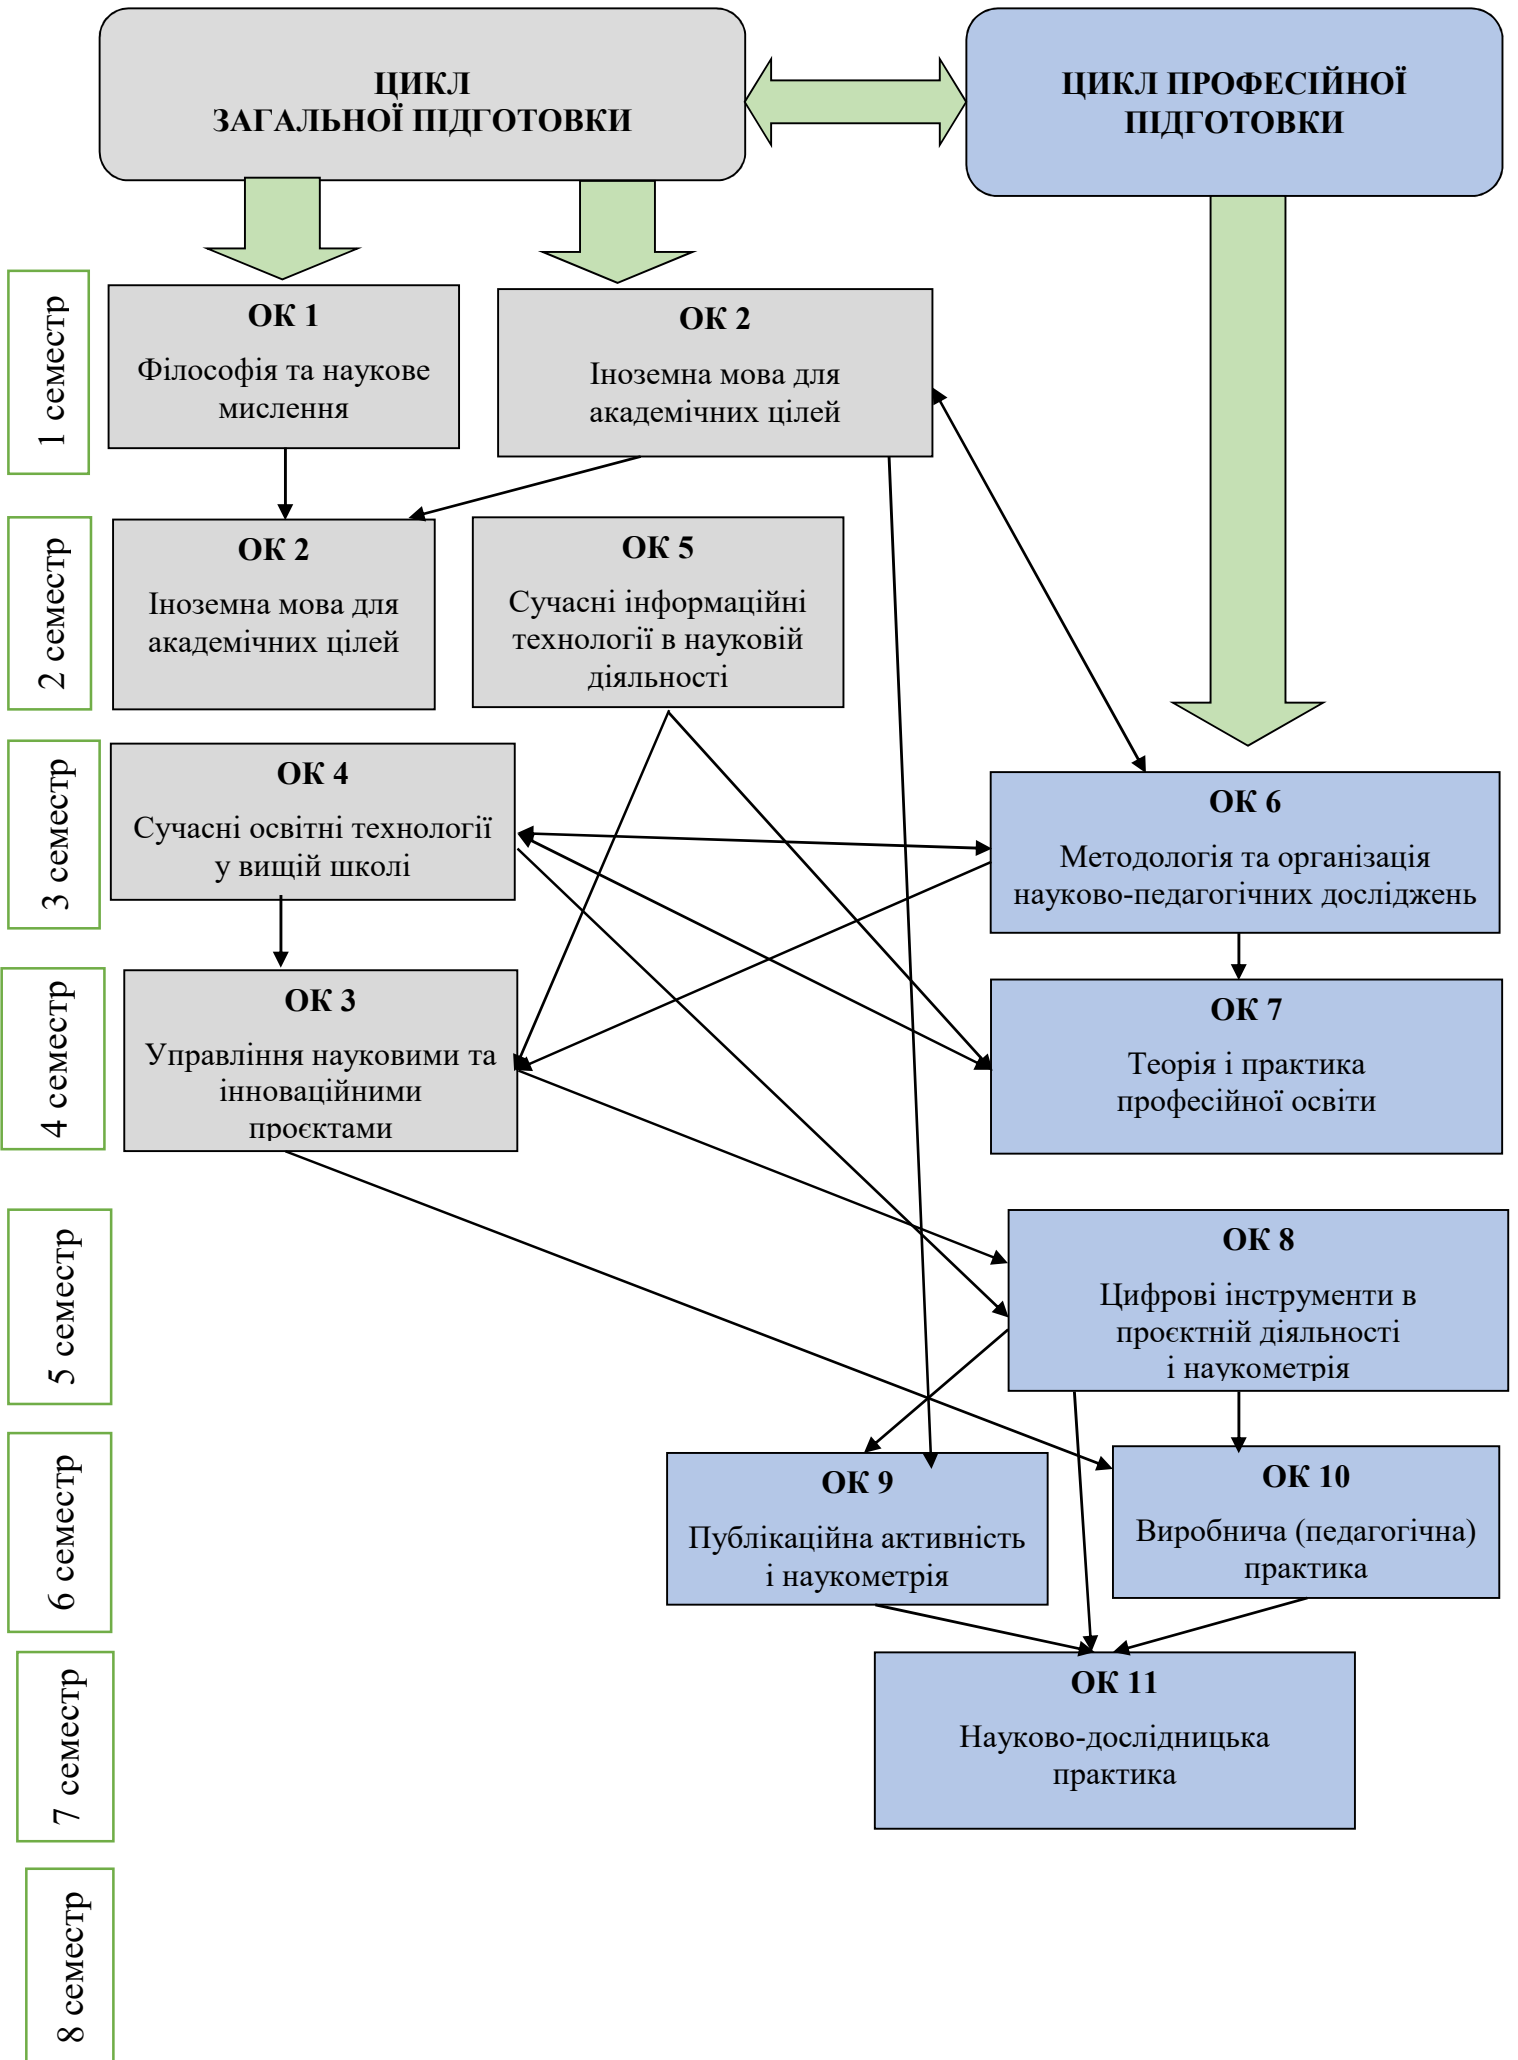 ЦИКЛ
ЗАГАЛЬНОЇ ПІДГОТОВКИ
ЦИКЛ ПРОФЕСІЙНОЇ
ПІДГОТОВКИ
1 семестр
ОК 1
Філософія та наукове
мислення
ОК 2
Іноземна мова для
академічних цілей
2 семестр
ОК 2
Іноземна мова для
академічних цілей
ОК 5
Сучасні інформаційні
технології в науковій
діяльності
3 семестр
ОК 4
Сучасні освітні технології
у вищій школі
ОК 6
Методологія та організація
науково-педагогічних досліджень
4 семестр
ОК 3
Управління науковими та
інноваційними
проєктами
ОК 7
Теорія і практика
професійної освіти
5 семестр
ОК 8
Цифрові інструменти в
проєктній діяльності
і наукометрія
6 семестр
ОК 9
Публікаційна активність
і наукометрія
ОК 10
Виробнича (педагогічна)
практика
7 семестр
ОК 11
Науково-дослідницька
практика
8 семестр